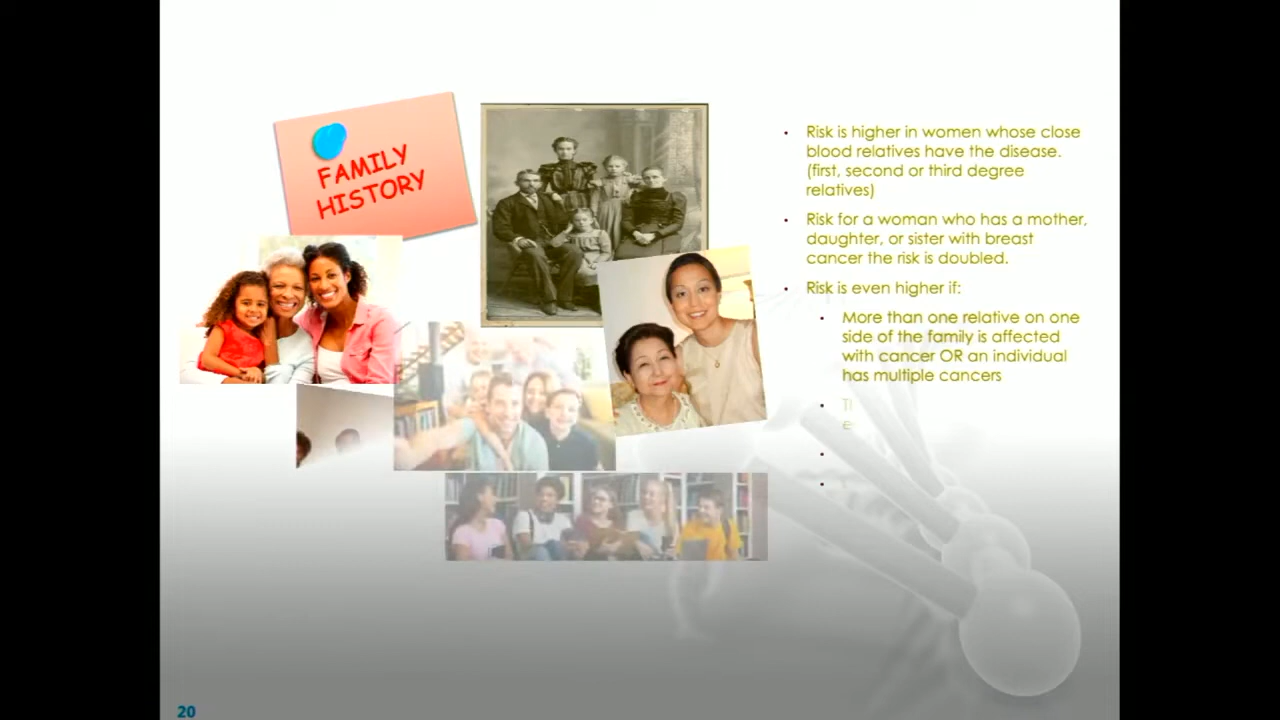 FAMILY
HISTORY
• Risk is higher in women whose close
blood relatives have the disease.
(first, second or third degree
relatives)
• Risk for a woman who has a mother,
daughter, or sister with breast
cancer the risk is doubled.
• Risk is even higher if:
• More than one relative on one
side of the family is affected
with cancer OR an individual
has multiple cancers
20